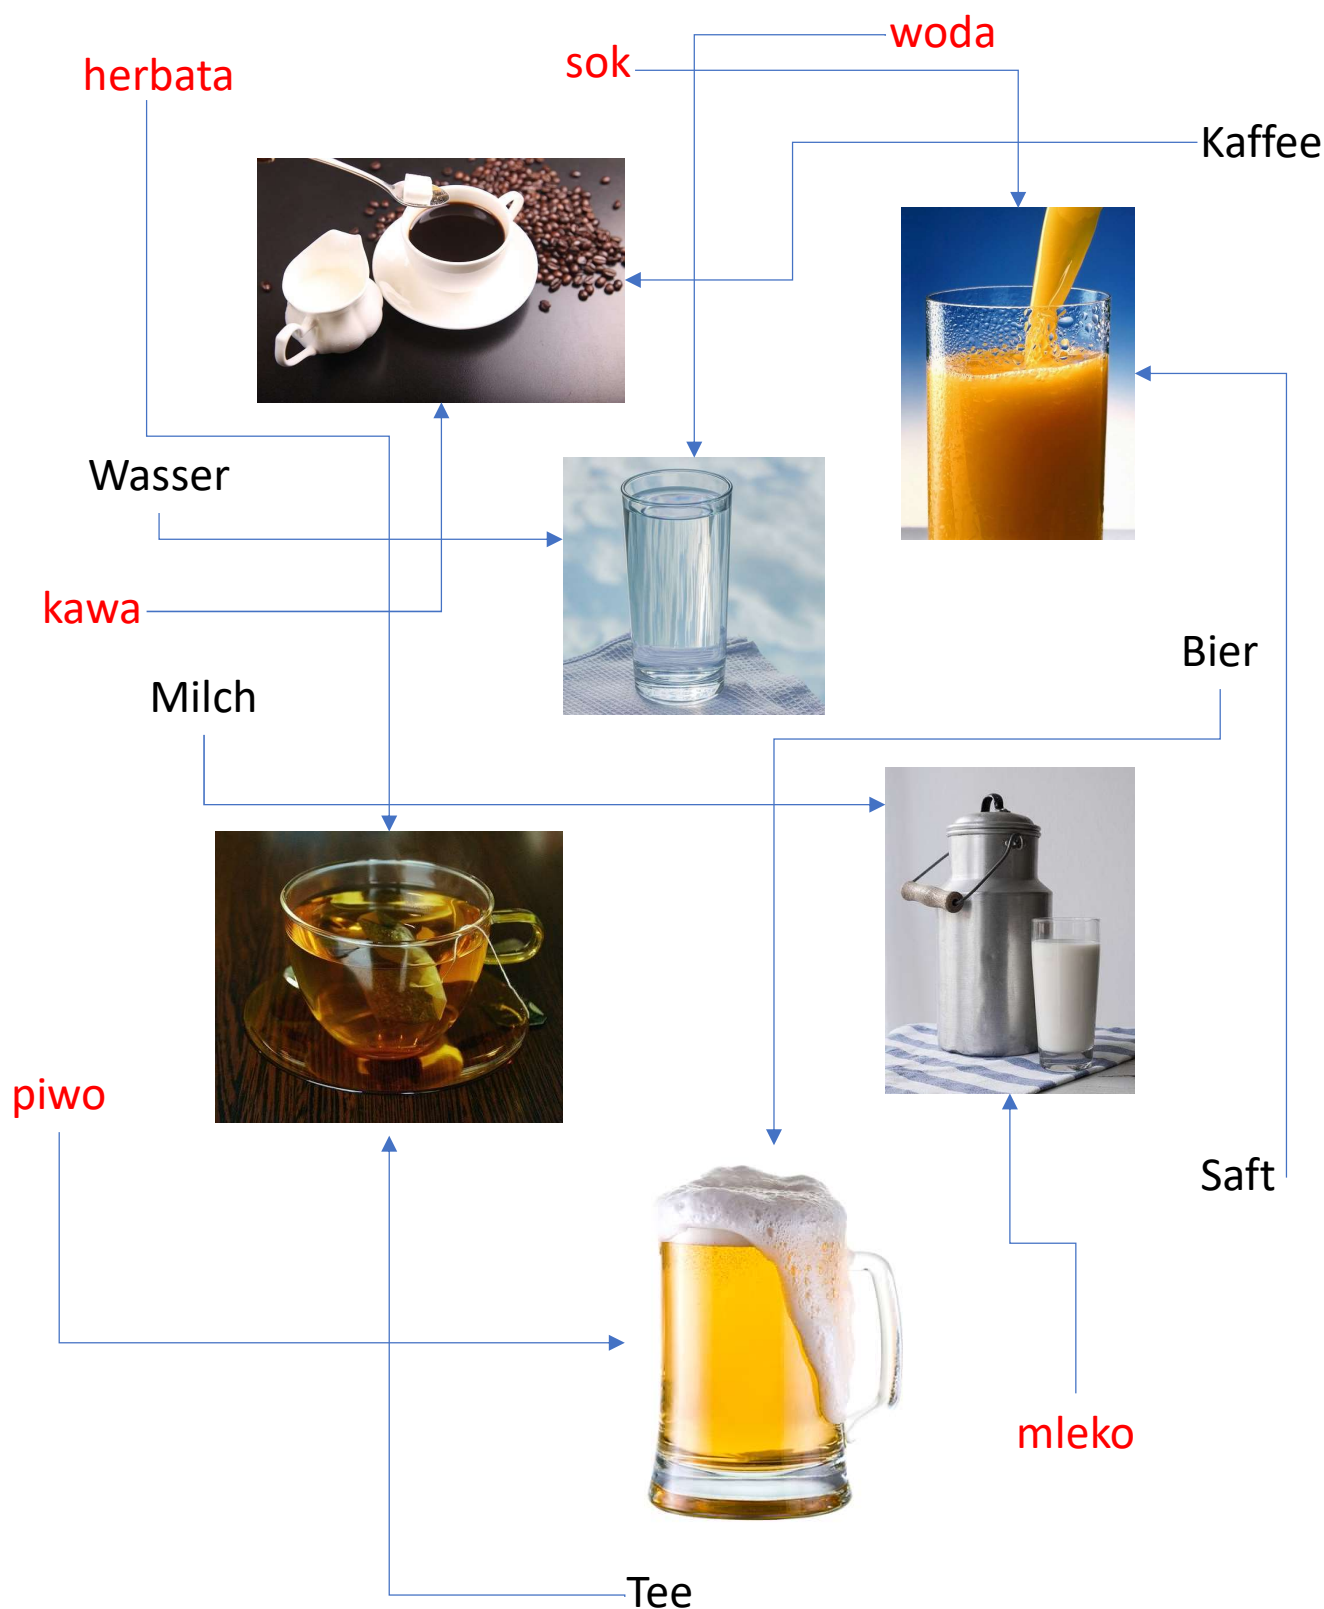 woda
sok
herbata
Kaffee
Wasser
kawa
Bier
Milch
piwo
Saft
mleko
Tee